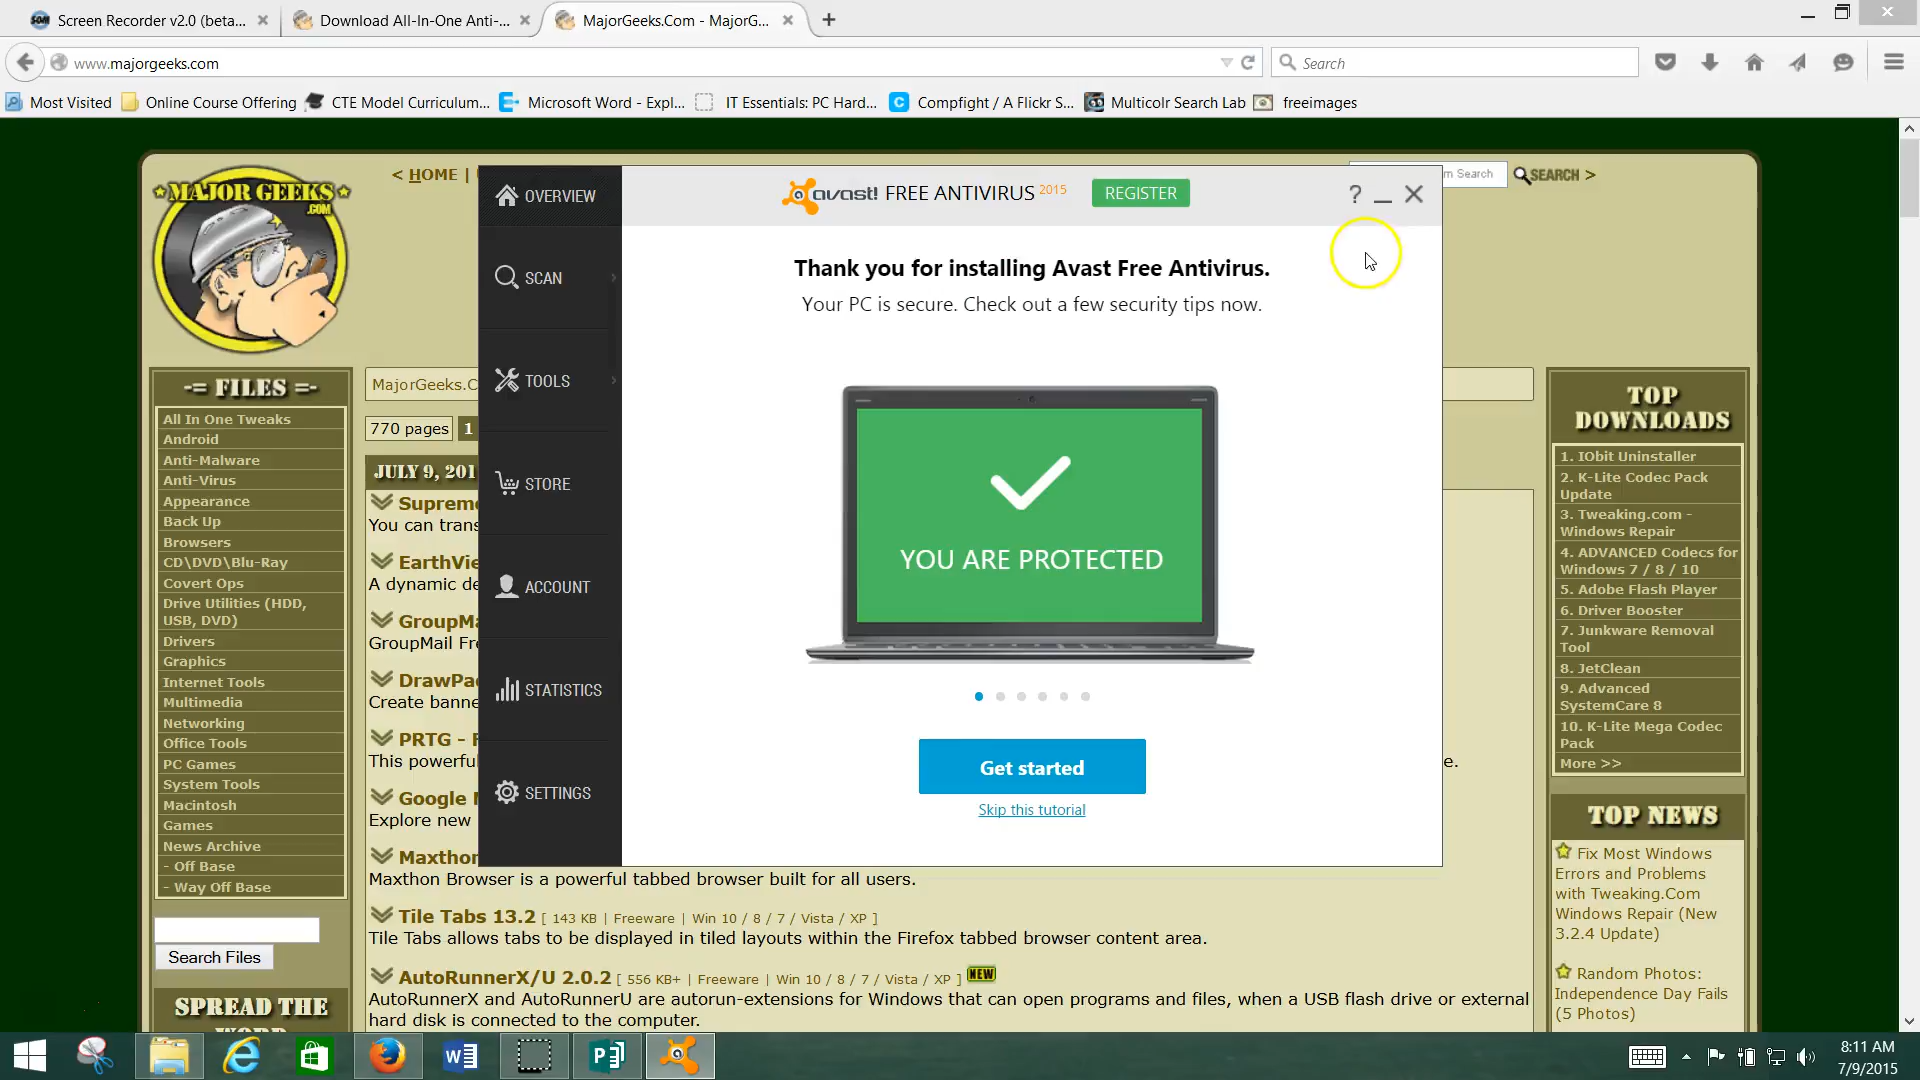 Screen Recorder v2.0 (beta...
Download All-In-One Anti-...
MajorGeeks.Com - MajorG...
www.majorgeeks.com
Search
Most Visited
Online Course Offering
CTE Model Curriculum...
Microsoft Word - Expl...
IT Essentials: PC Hard...
Compfight / A Flickr S...
Multicolr Search Lab
freeimages
MAJOR GEEKS
.COM
< HOME |
m Search
SEARCH >
-= FILES =-
All In One Tweaks
Android
Anti-Malware
Anti-Virus
Appearance
Back Up
Browsers
CD\DVD\Blu-Ray
Covert Ops
Drive Utilities (HDD,
USB, DVD)
Drivers
Graphics
Internet Tools
Multimedia
Networking
Office Tools
PC Games
System Tools
Macintosh
Games
News Archive
- Off Base
- Way Off Base
Search Files
SPREAD THE
MajorGeeks.C
770 pages 1
JULY 9, 201
Supreme
You can trans
EarthVie
A dynamic de
GroupMa
GroupMail Fre
DrawPad
Create banne
PRTG - F
This powerful
e.
Google
Explore new
Maxthon
Maxthon Browser is a powerful tabbed browser built for all users.
Tile Tabs 13.2 [ 143 KB | Freeware | Win 10 / 8 / 7 / Vista / XP ]
Tile Tabs allows tabs to be displayed in tiled layouts within the Firefox tabbed browser content area.
AutoRunnerX/U 2.0.2 [ 556 KB+ | Freeware | Win 10 / 8 / 7 / Vista / XP ] NEW
AutoRunnerX and AutoRunnerU are autorun-extensions for Windows that can open programs and files, when a USB flash drive or external
hard disk is connected to the computer.
OVERVIEW
SCAN
TOOLS
STORE
ACCOUNT
STATISTICS
SETTINGS
avast! FREE ANTIVIRUS 2015
REGISTER
?
Thank you for installing Avast Free Antivirus.
Your PC is secure. Check out a few security tips now.
YOU ARE PROTECTED
Get started
Skip this tutorial
TOP
DOWNLOADS
1. IObit Uninstaller
2. K-Lite Codec Pack
Update
3. Tweaking.com -
Windows Repair
4. ADVANCED Codecs for
Windows 7 / 8 / 10
5. Adobe Flash Player
6. Driver Booster
7. Junkware Removal
Tool
8. JetClean
9. Advanced
SystemCare 8
10. K-Lite Mega Codec
Pack
More >>
TOP NEWS
Fix Most Windows
Errors and Problems
with Tweaking.Com
Windows Repair (New
3.2.4 Update)
Random Photos:
Independence Day Fails
(5 Photos)
8:11 AM
7/9/2015